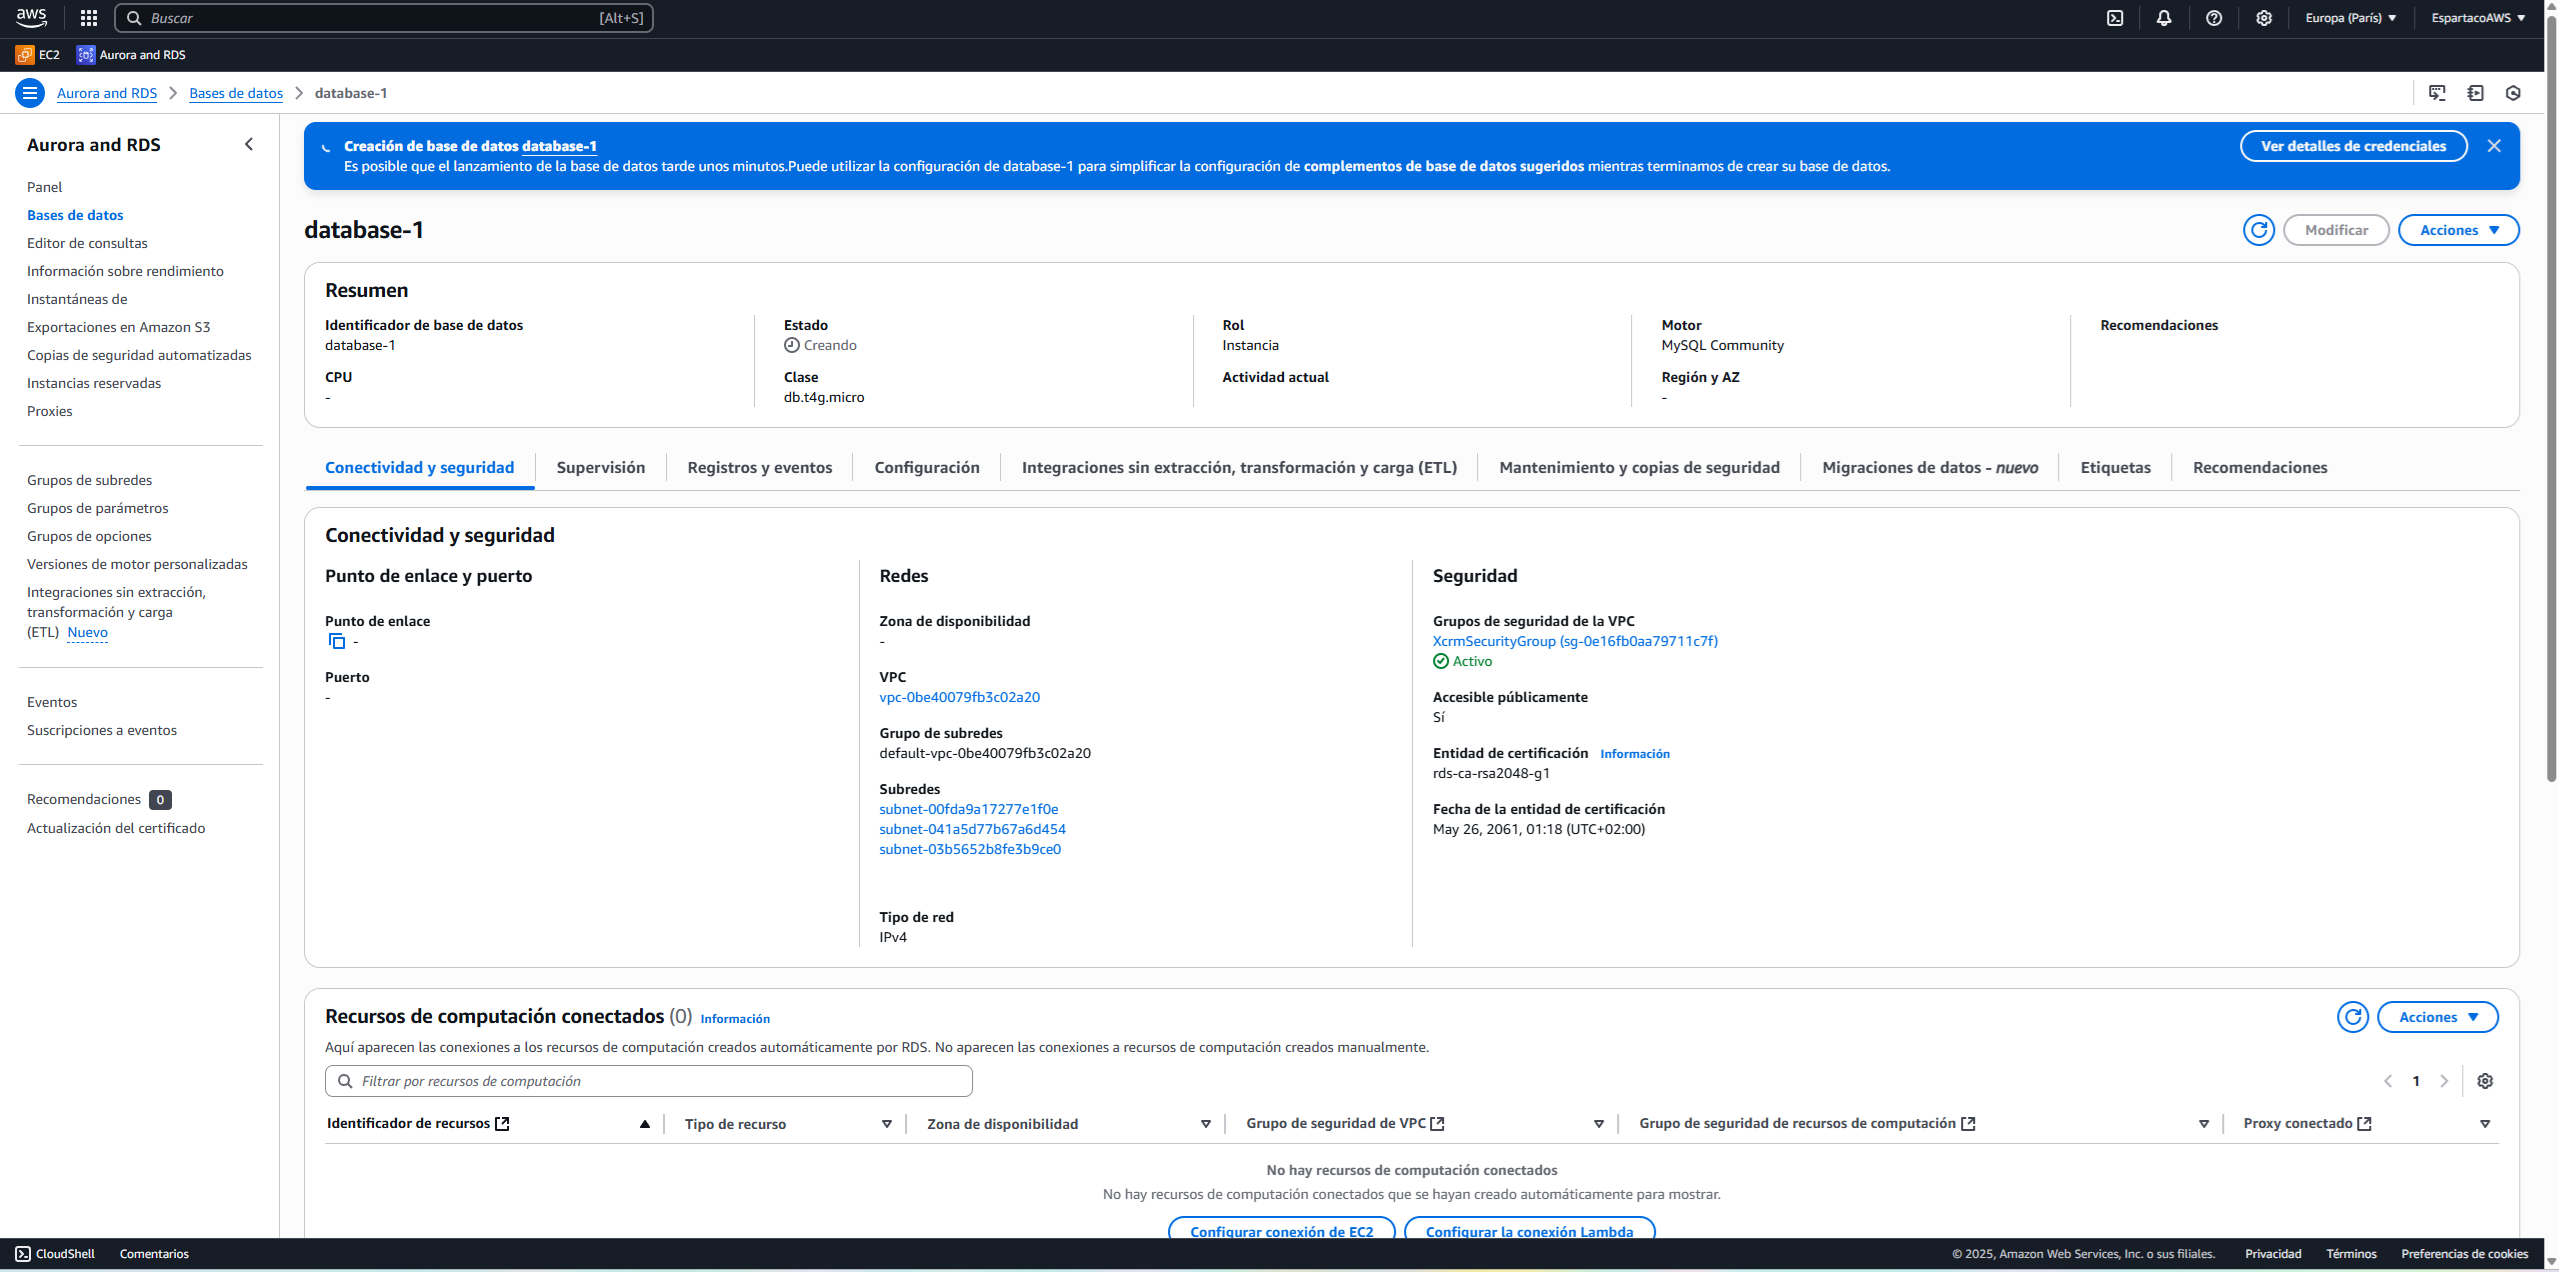 aws
Buscar
[Alt+S]
Europa (París)
EspartacoAWS
EC2
Aurora and RDS
Aurora and RDS
Bases de datos
database-1
Aurora and RDS
Panel
Bases de datos
Editor de consultas
Información sobre rendimiento
Instantáneas de
Exportaciones en Amazon S3
Copias de seguridad automatizadas
Instancias reservadas
Proxies
Grupos de subredes
Grupos de parámetros
Grupos de opciones
Versiones de motor personalizadas
Integraciones sin extracción,
transformación y carga
(ETL) Nuevo
Eventos
Suscripciones a eventos
Recomendaciones 0
Actualización del certificado
Creación de base de datos database-1
Es posible que el lanzamiento de la base de datos tarde unos minutos.Puede utilizar la configuración de database-1 para simplificar la configuración de complementos de base de datos sugeridos mientras terminamos de crear su base de datos.
Ver detalles de credenciales
database-1
Modificar
Acciones
Resumen
Identificador de base de datos
database-1
CPU
-
Estado
Creando
Clase
db.t4g.micro
Rol
Instancia
Actividad actual
Motor
MySQL Community
Región y AZ
-
Recomendaciones
Conectividad y seguridad
Supervisión
Registros y eventos
Configuración
Integraciones sin extracción, transformación y carga (ETL)
Mantenimiento y copias de seguridad
Migraciones de datos - nuevo
Etiquetas
Recomendaciones
Conectividad y seguridad
Punto de enlace y puerto
Punto de enlace
-
Puerto
-
Redes
Zona de disponibilidad
-
VPC
vpc-0be40079fb3c02a20
Grupo de subredes
default-vpc-0be40079fb3c02a20
Subredes
subnet-00fda9a17277e1f0e
subnet-041a5d77b67a6d454
subnet-03b5652b8fe3b9ce0
Tipo de red
IPv4
Seguridad
Grupos de seguridad de la VPC
XcrmSecurityGroup (sg-0e16fb0aa79711c7f)
Activo
Accesible públicamente
Sí
Entidad de certificación Información
rds-ca-rsa2048-g1
Fecha de la entidad de certificación
May 26, 2061, 01:18 (UTC+02:00)
Recursos de computación conectados (0) Información
Acciones
Aquí aparecen las conexiones a los recursos de computación creados automáticamente por RDS. No aparecen las conexiones a recursos de computación creados manualmente.
Filtrar por recursos de computación
1
Identificador de recursos
Tipo de recurso
Zona de disponibilidad
Grupo de seguridad de VPC
Grupo de seguridad de recursos de computación
Proxy conectado
No hay recursos de computación conectados
No hay recursos de computación conectados que se hayan creado automáticamente para mostrar.
Configurar conexión de EC2
Configurar la conexión Lambda
CloudShell
Comentarios
© 2025, Amazon Web Services, Inc. o sus filiales.
Privacidad
Términos
Preferencias de cookies